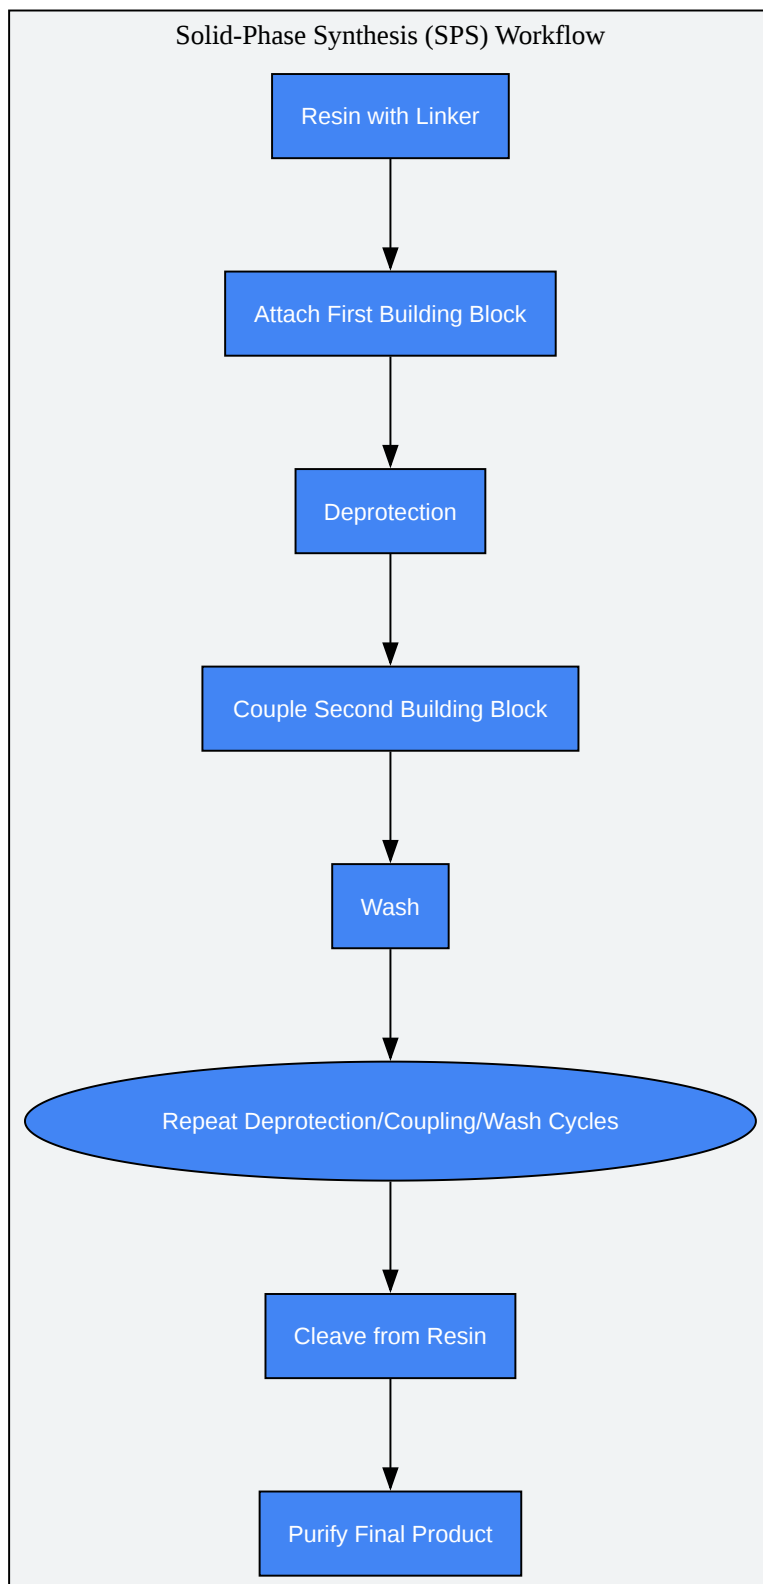 Solid-Phase Synthesis (SPS) Workflow
Resin with Linker
Attach First Building Block
Deprotection
Couple Second Building Block
Wash
Repeat Deprotection/Coupling/Wash Cycles
Cleave from Resin
Purify Final Product